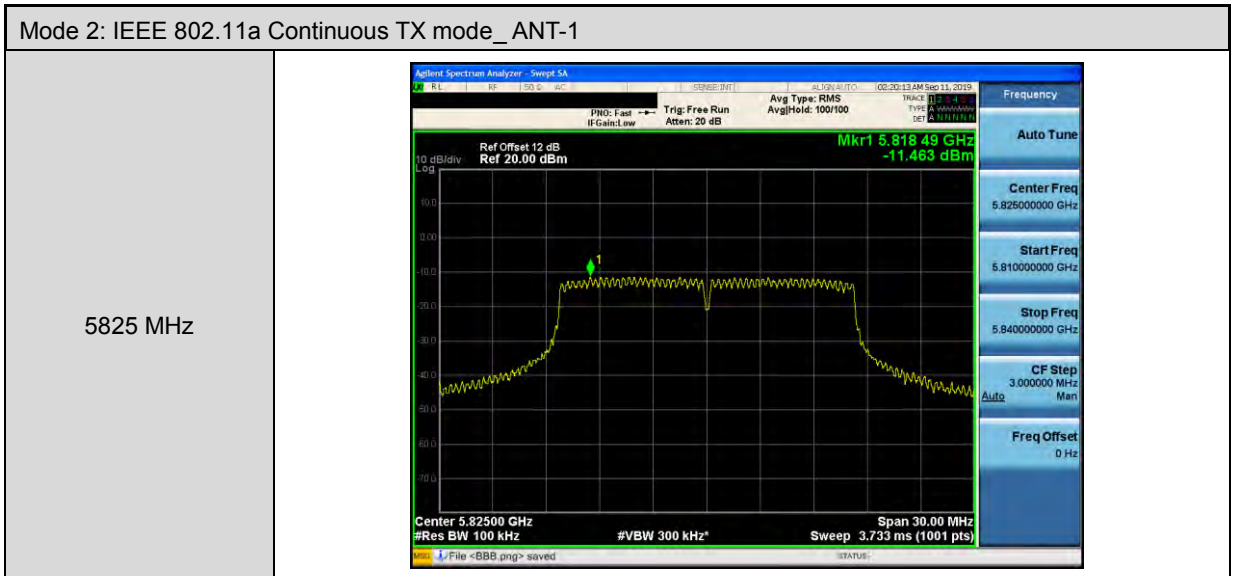 Mode 2: IEEE 802.11a Continuous TX mode_ ANT-1
5825 MHz
Agilent Spectrum Analyzer - Swept SA
RL RF 50 Ω AC SENSE:INT ALIGN AUTO 02:20:13 AM Sep 11, 2019
PNO: Fast
IFGain:Low
Trig: Free Run
Atten: 20 dB
Avg Type: RMS
Avg|Hold: 100/100
TRACE 1 2 3 4 5 6
TYPE A
DET A N N N N N
Ref Offset 12 dB
10 dB/div Ref 20.00 dBm
Log
Mkr1 5.818 49 GHz
-11.463 dBm
10.0
0.00
-10.0
-20.0
-30.0
-40.0
-50.0
-60.0
-70.0
1
Center 5.82500 GHz
Span 30.00 MHz
#Res BW 100 kHz
#VBW 300 kHz*
Sweep 3.733 ms (1001 pts)
MSG File <BBB.png> saved
STATUS
Frequency
Auto Tune
Center Freq
5.825000000 GHz
Start Freq
5.810000000 GHz
Stop Freq
5.840000000 GHz
CF Step
3.000000 MHz
Auto Man
Freq Offset
0 Hz